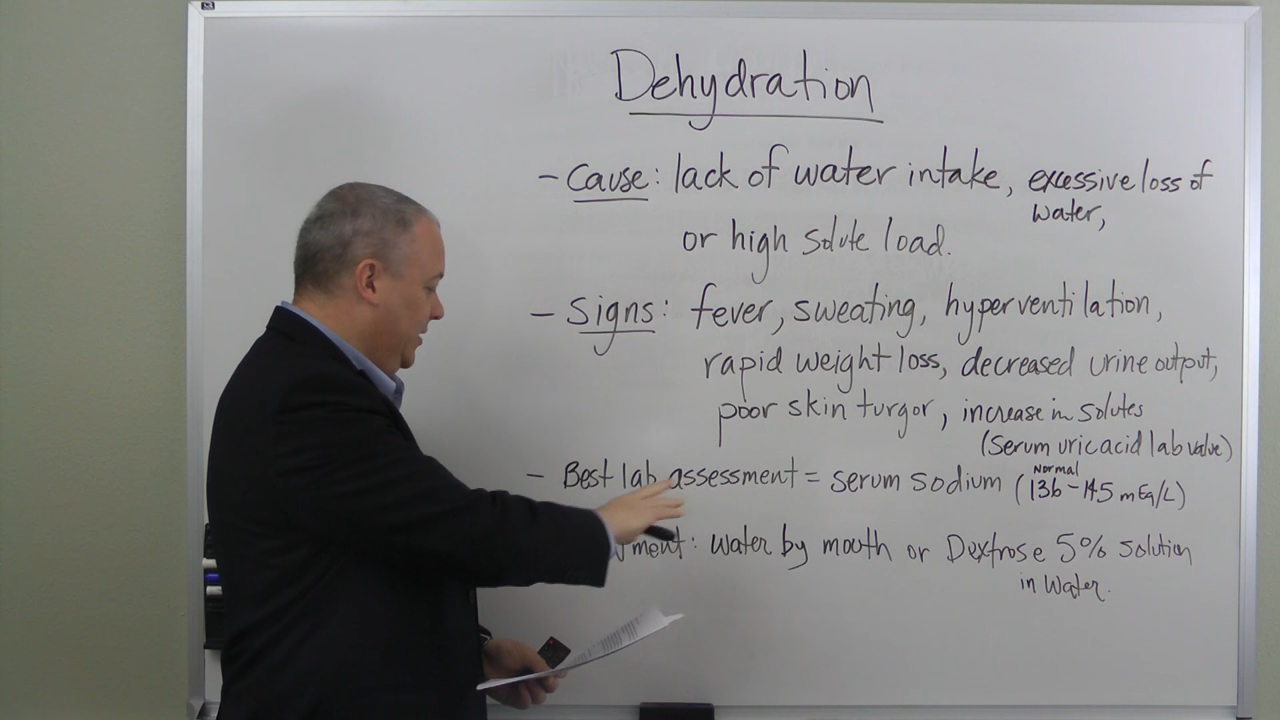 Dehydration
- Cause: lack of water intake, excessive loss of
water,
or high solute load.
- Signs: fever, sweating, hyperventilation,
rapid weight loss, decreased urine output,
poor skin turgor, increase in solutes
(serum uric acid lab value)
- Best lab assessment = serum sodium (136-145 mEq/L)
Normal
tment: water by mouth or Dextrose 5% solution
in water.